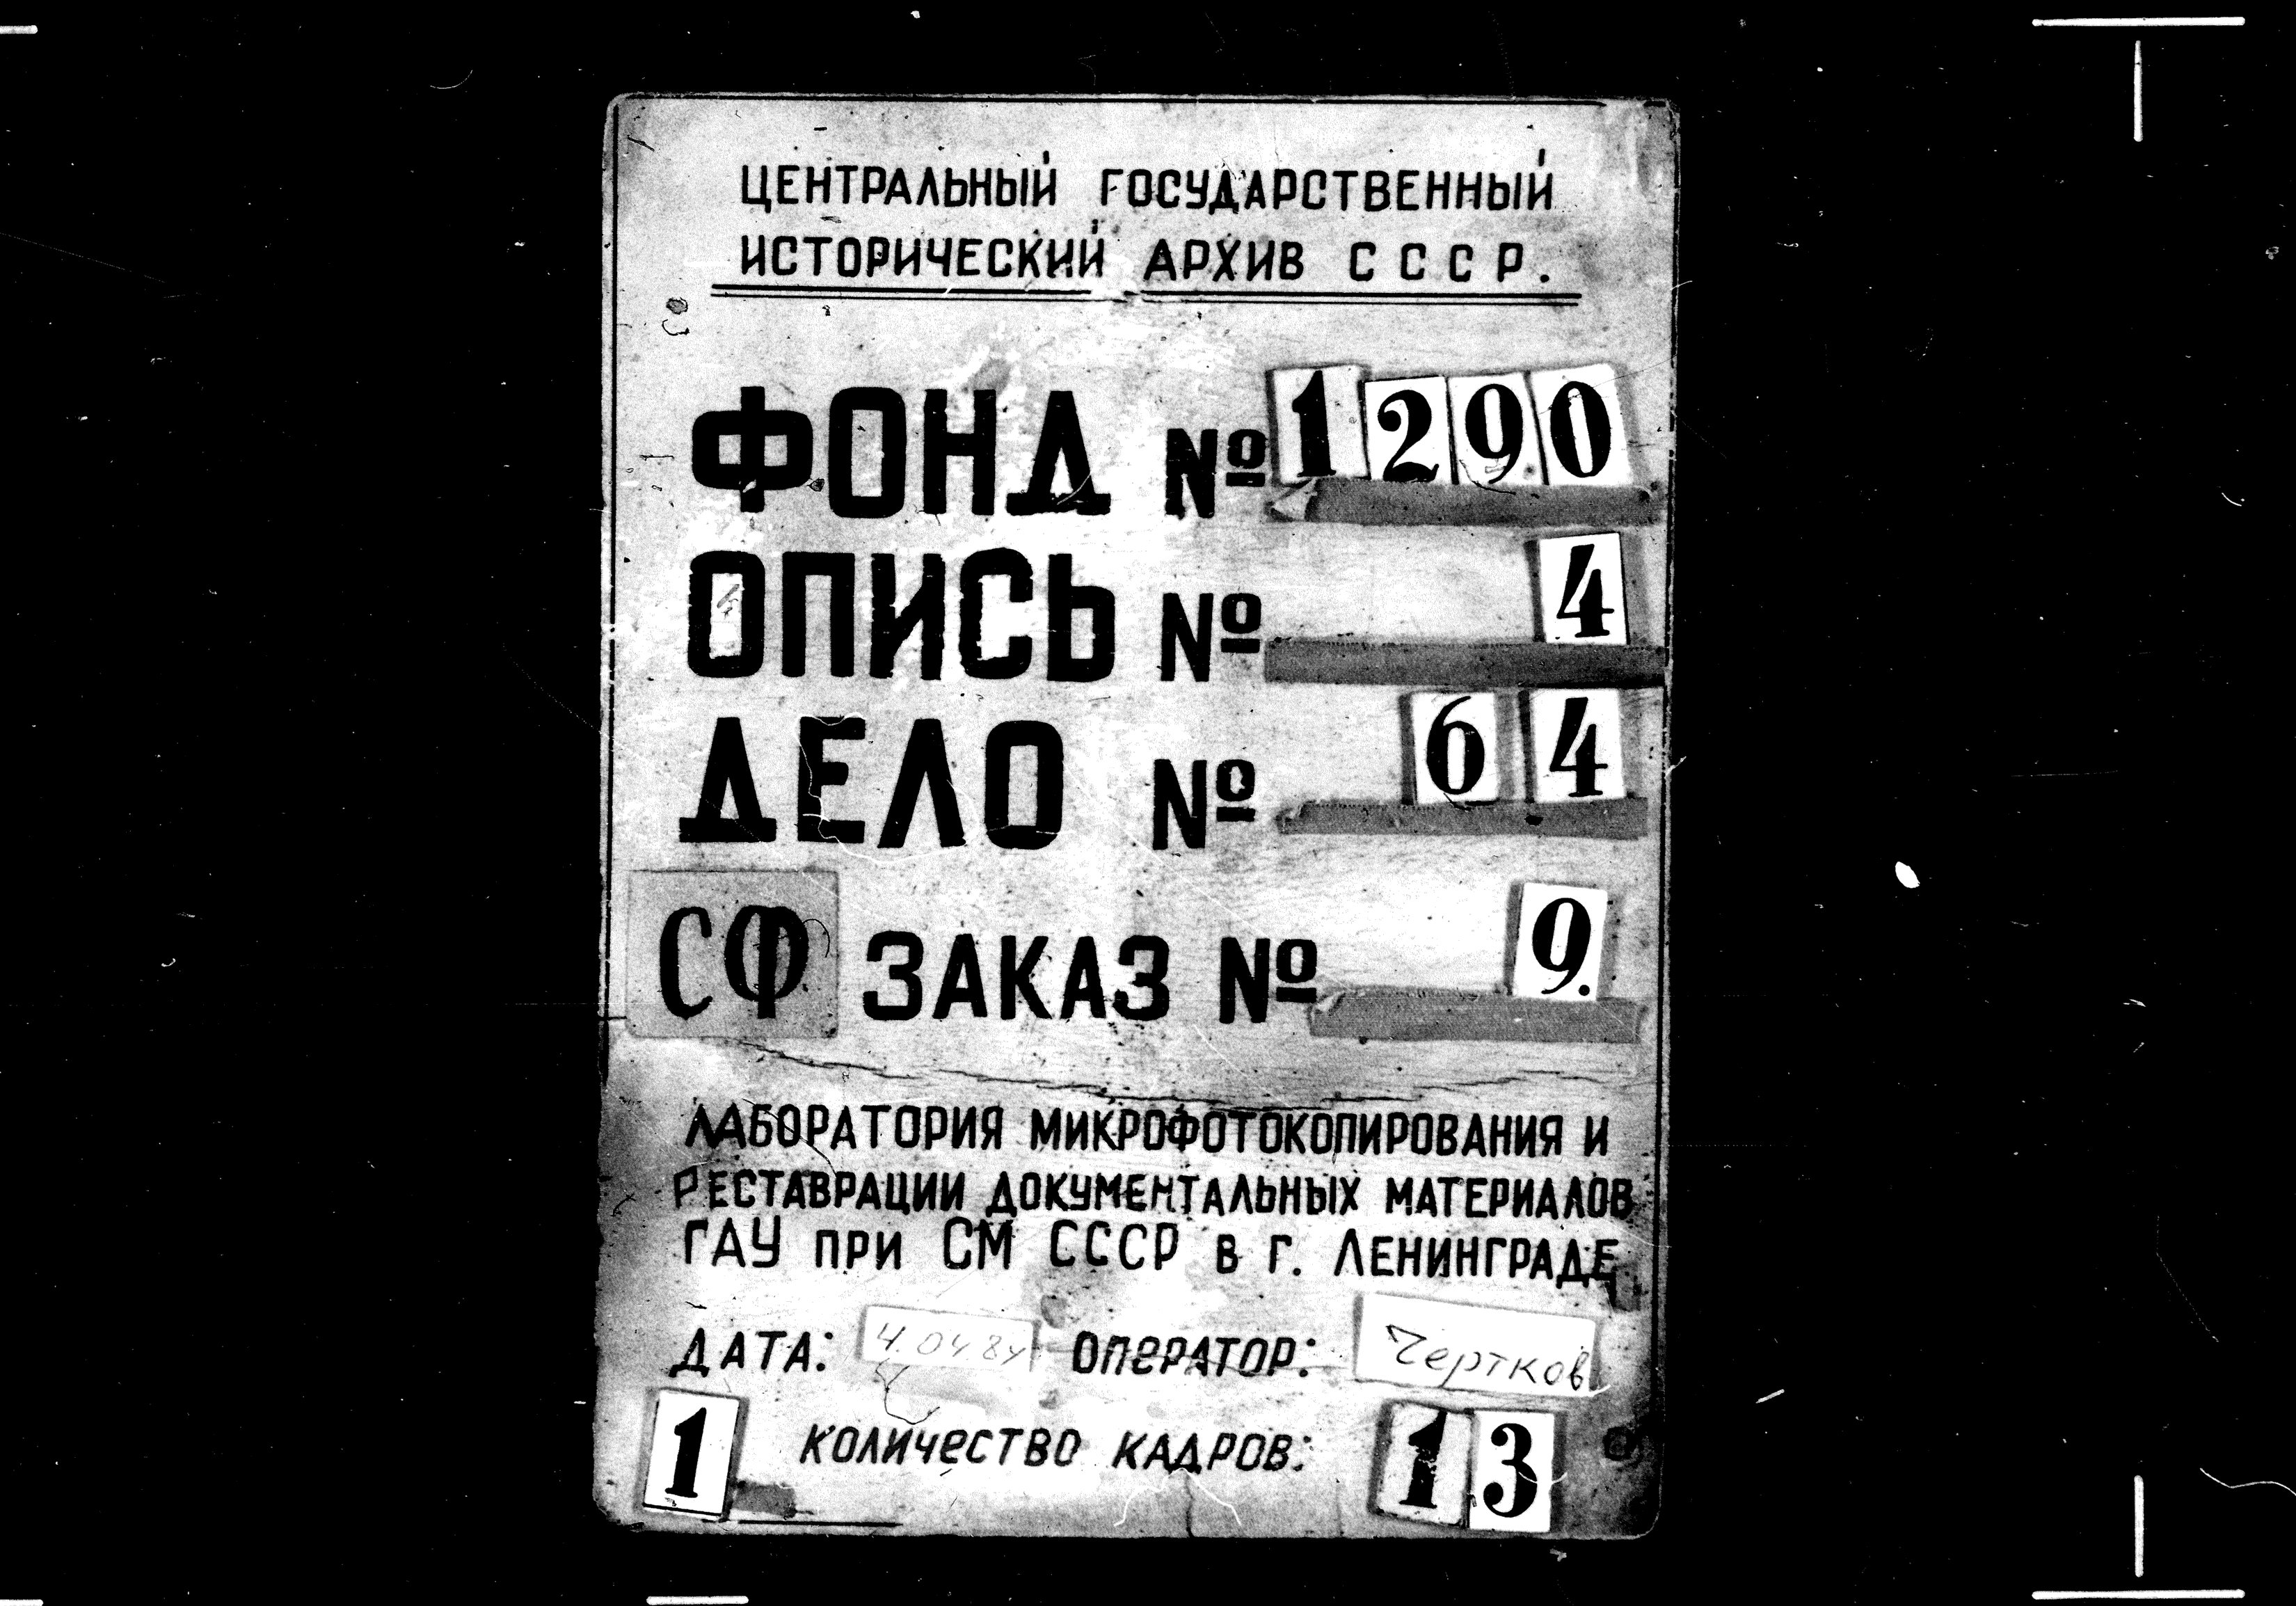 ЦЕНТРАЛЬНЫЙ ГОСУДАРСТВЕННЫЙ
ИСТОРИЧЕСКИЙ АРХИВ СССР.
ФОНД № 1290
ОПИСЬ № 4
ДЕЛО № 64
СФ ЗАКАЗ № 9.
ЛАБОРАТОРИЯ МИКРОФОТОКОПИРОВАНИЯ И
РЕСТАВРАЦИИ ДОКУМЕНТАЛЬНЫХ МАТЕРИАЛОВ
ГАУ при СМ СССР в г. ЛЕНИНГРАДЕ
ДАТА: 4.04.84 ОПЕРАТОР: Чертков
1 КОЛИЧЕСТВО КАДРОВ: 13